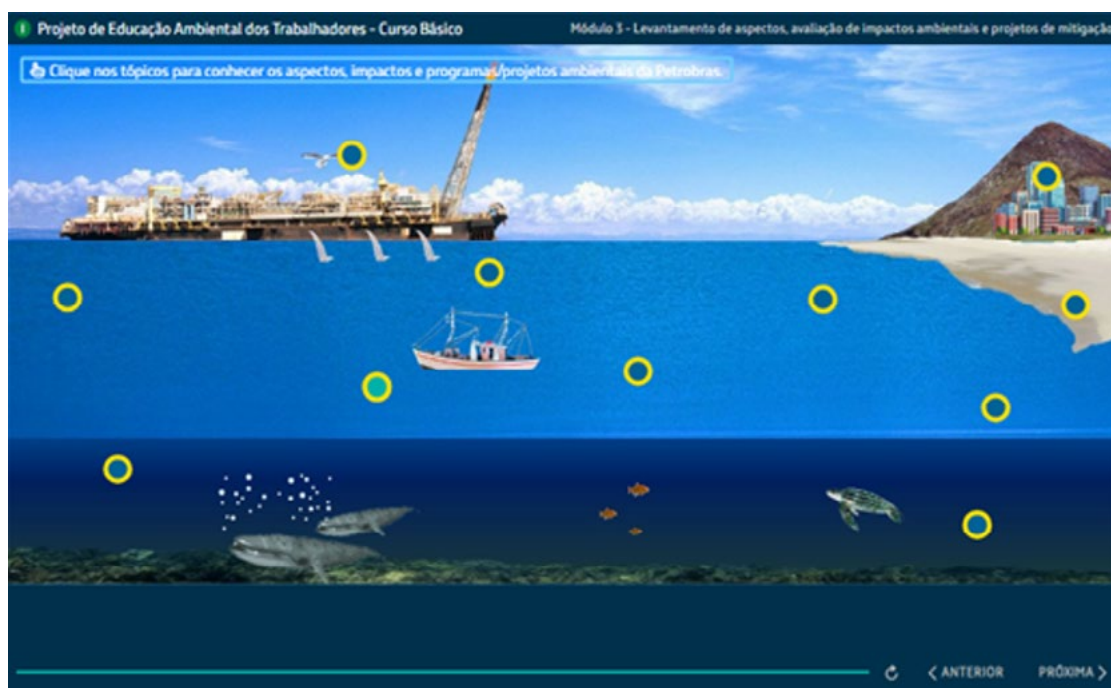 Projeto de Educação Ambiental dos Trabalhadores - Curso Básico
Módulo 3 - Levantamento de aspectos, avaliação de impactos ambientais e projetos de mitigação
Clique nos tópicos para conhecer os aspectos, impactos e programas/projetos ambientais da Petrobras.
ANTERIOR PRÓXIMA